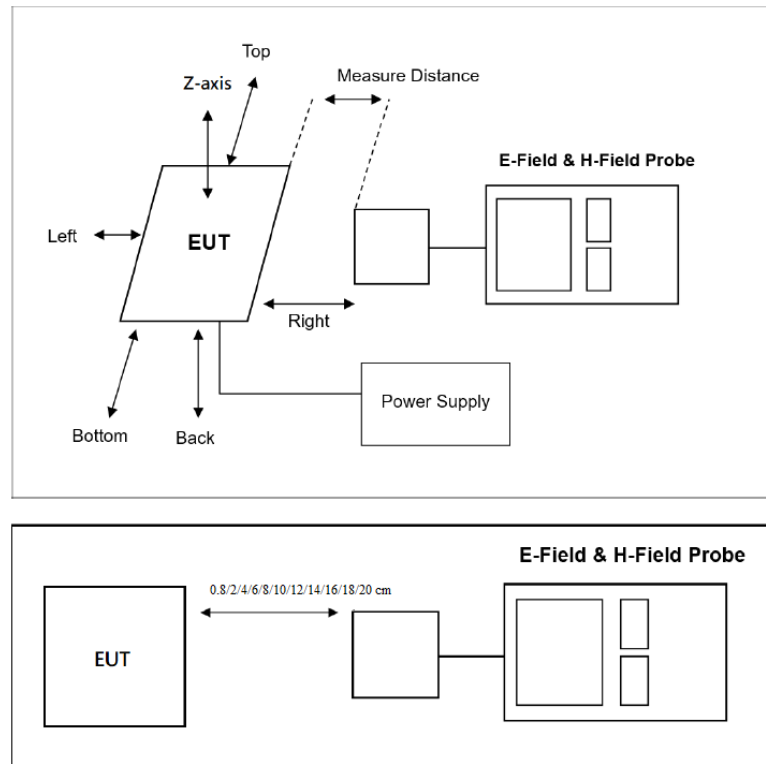 Top
Z-axis
Measure Distance
E-Field & H-Field Probe
Left
EUT
Right
Power Supply
Bottom
Back
E-Field & H-Field Probe
0.8/2/4/6/8/10/12/14/16/18/20 cm
EUT